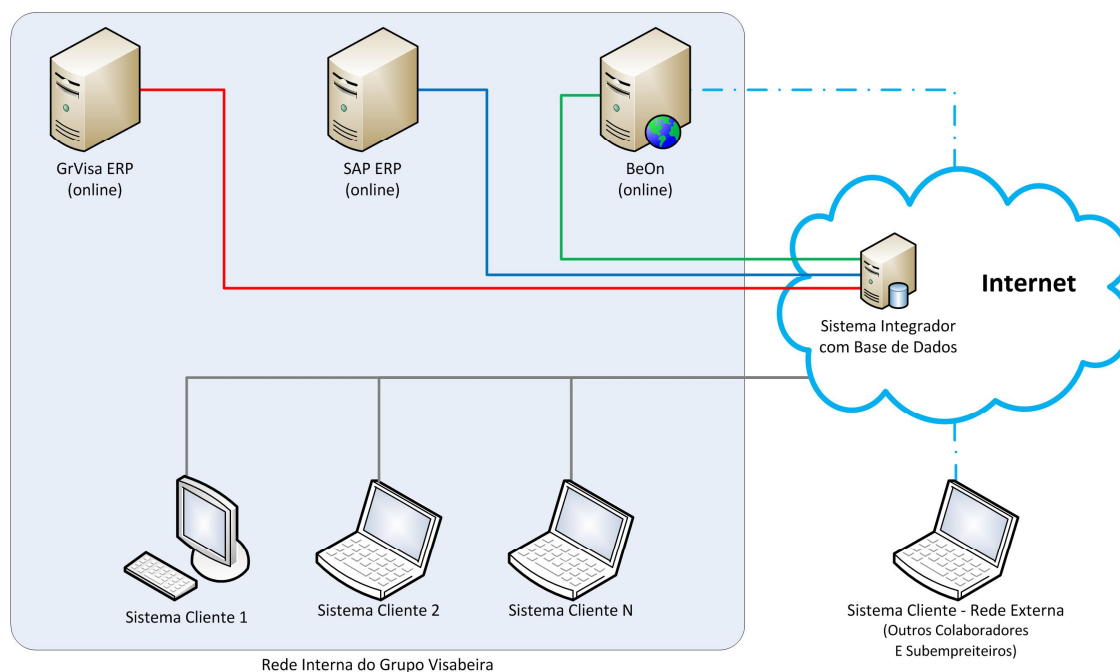 GrVisa ERP
(online)
SAP ERP
(online)
BeOn
(online)
Internet
Sistema Integrador
com Base de Dados
Sistema Cliente 1
Sistema Cliente 2
Sistema Cliente N
Sistema Cliente - Rede Externa
(Outros Colaboradores
E Subempreiteiros)
Rede Interna do Grupo Visabeira